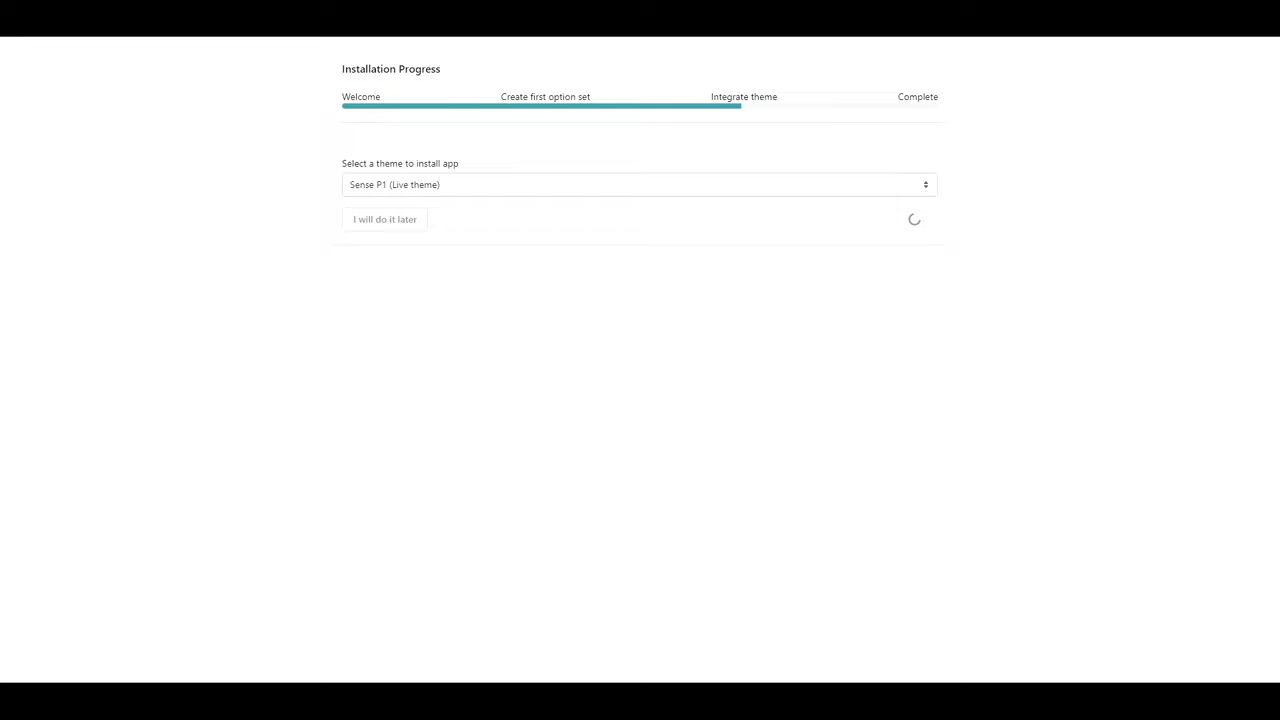 Installation Progress
Welcome Create first option set Integrate theme Complete
Select a theme to install app
Sense P1 (Live theme)
I will do it later